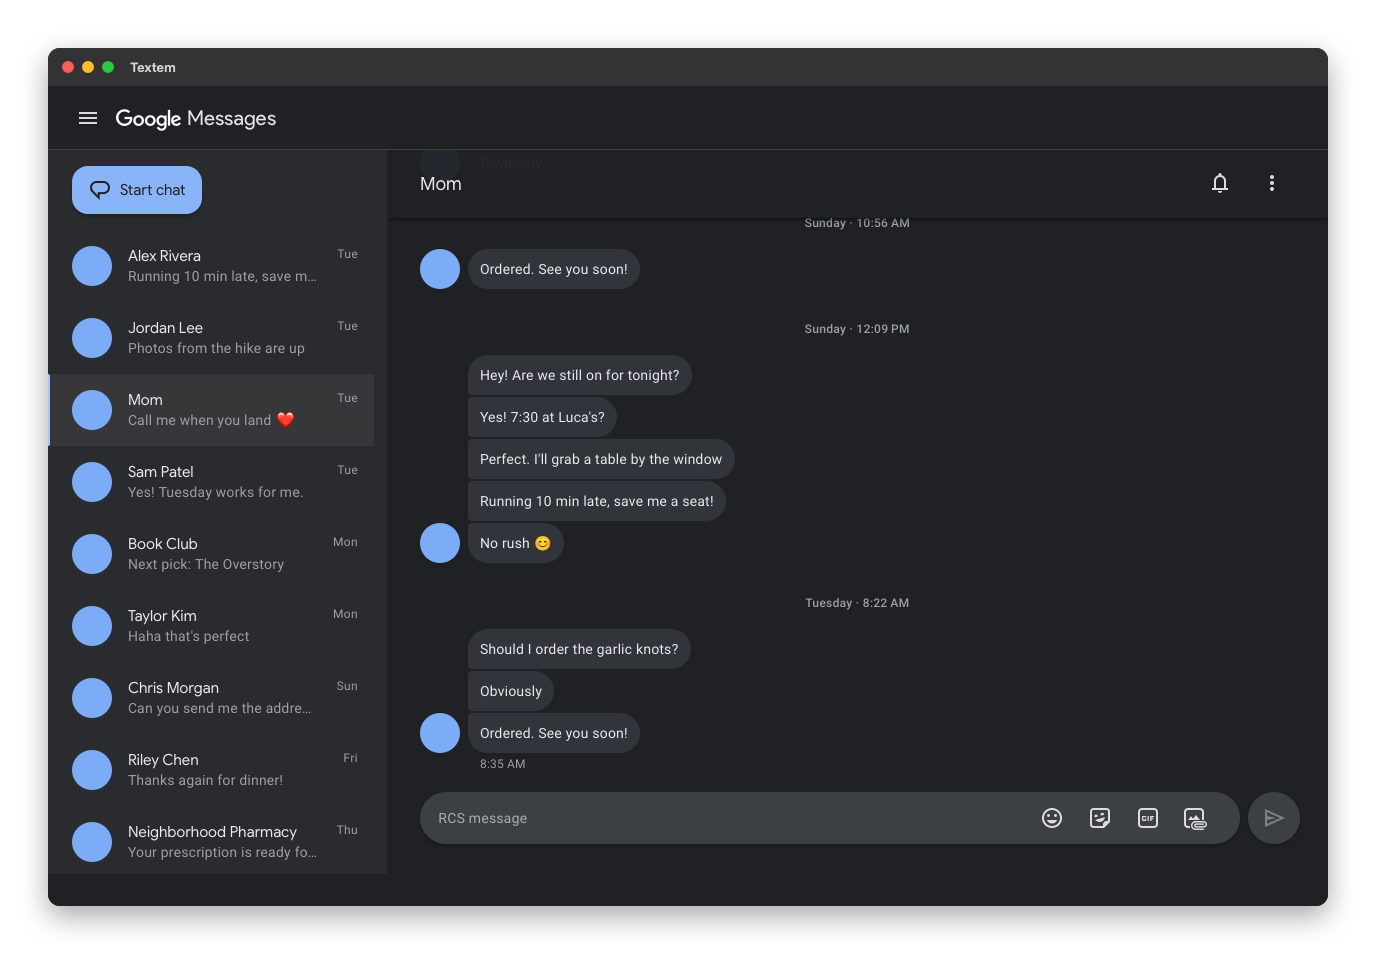 Textem
Google Messages
Start chat
Alex Rivera
Tue
Running 10 min late, save m…
Jordan Lee
Tue
Photos from the hike are up
Mom
Tue
Call me when you land ❤️
Sam Patel
Tue
Yes! Tuesday works for me.
Book Club
Mon
Next pick: The Overstory
Taylor Kim
Mon
Haha that's perfect
Chris Morgan
Sun
Can you send me the addre…
Riley Chen
Fri
Thanks again for dinner!
Neighborhood Pharmacy
Thu
Your prescription is ready fo…
Obviously
Mom
Sunday · 10:56 AM
Ordered. See you soon!
Sunday · 12:09 PM
Hey! Are we still on for tonight?
Yes! 7:30 at Luca's?
Perfect. I'll grab a table by the window
Running 10 min late, save me a seat!
No rush 😊
Tuesday · 8:22 AM
Should I order the garlic knots?
Obviously
Ordered. See you soon!
8:35 AM
RCS message
GIF